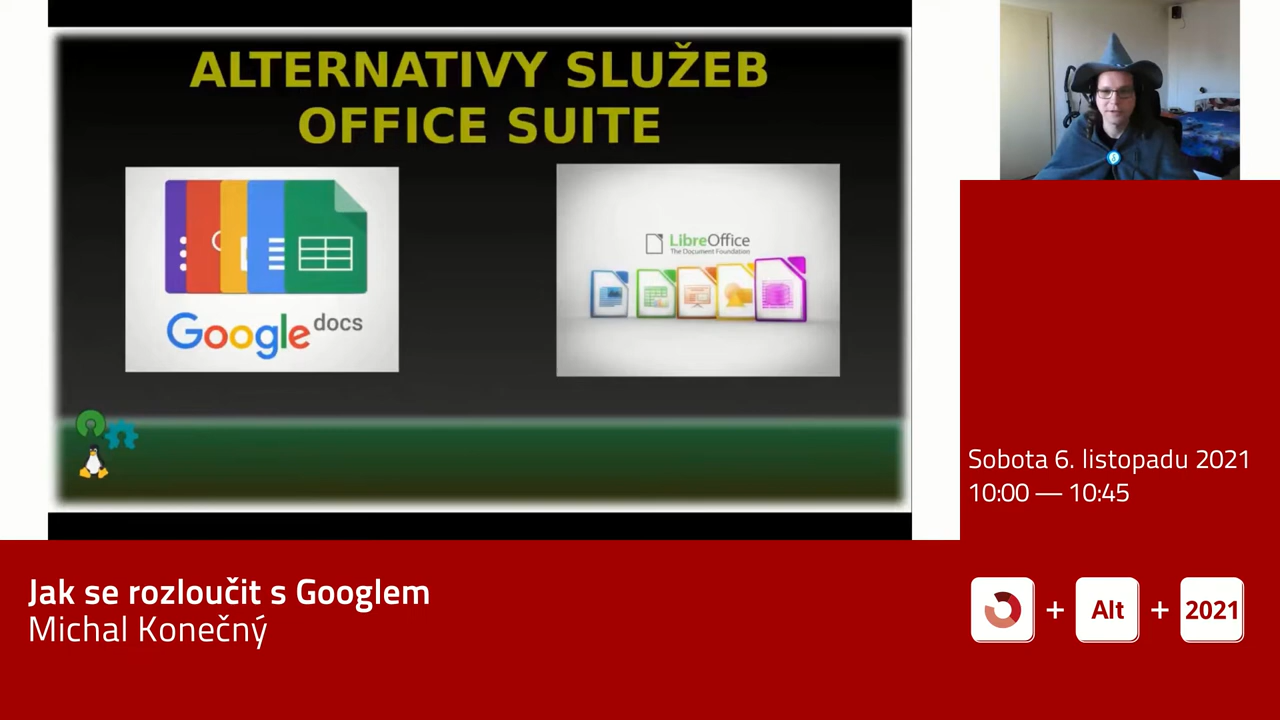 ALTERNATIVY SLUŽEB
OFFICE SUITE
Google docs
LibreOffice
The Document Foundation
Sobota 6. listopadu 2021
10:00 — 10:45
Jak se rozloučit s Googlem
Michal Konečný
+ Alt + 2021